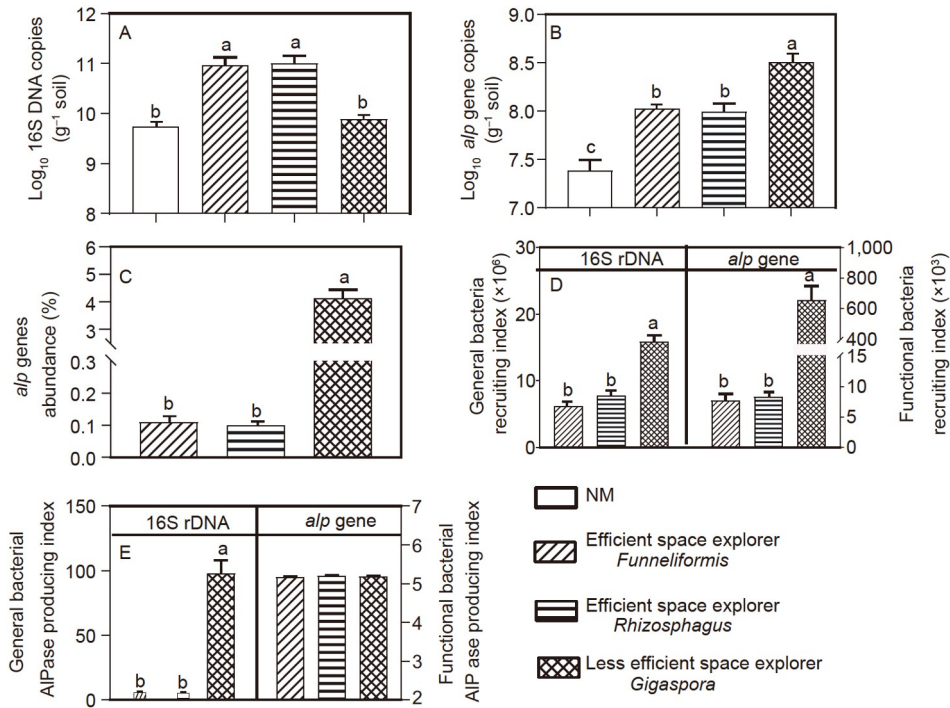 A
Log10 16S DNA copies
(g–1 soil)
12
11
10
9
8
b
a
a
b
B
Log10 alp gene copies
(g–1 soil)
9.0
8.5
8.0
7.5
7.0
c
b
b
a
C
alp genes
abundance (%)
6
5
4
3
2
0.3
0.2
0.1
0.0
b
b
a
D
16S rDNA
alp gene
General bacteria
recruiting index (×10⁶)
30
20
10
0
b
b
a
b
b
a
1,000
800
600
400
15
10
5
0
Functional bacteria
recruiting index (×10³)
E
16S rDNA
alp gene
General bacterial
AlPase producing index
150
100
50
0
b
b
a
7
6
5
4
3
2
Functional bacterial
AlP ase producing index
NM
Efficient space explorer
Funneliformis
Efficient space explorer
Rhizosphagus
Less efficient space explorer
Gigaspora